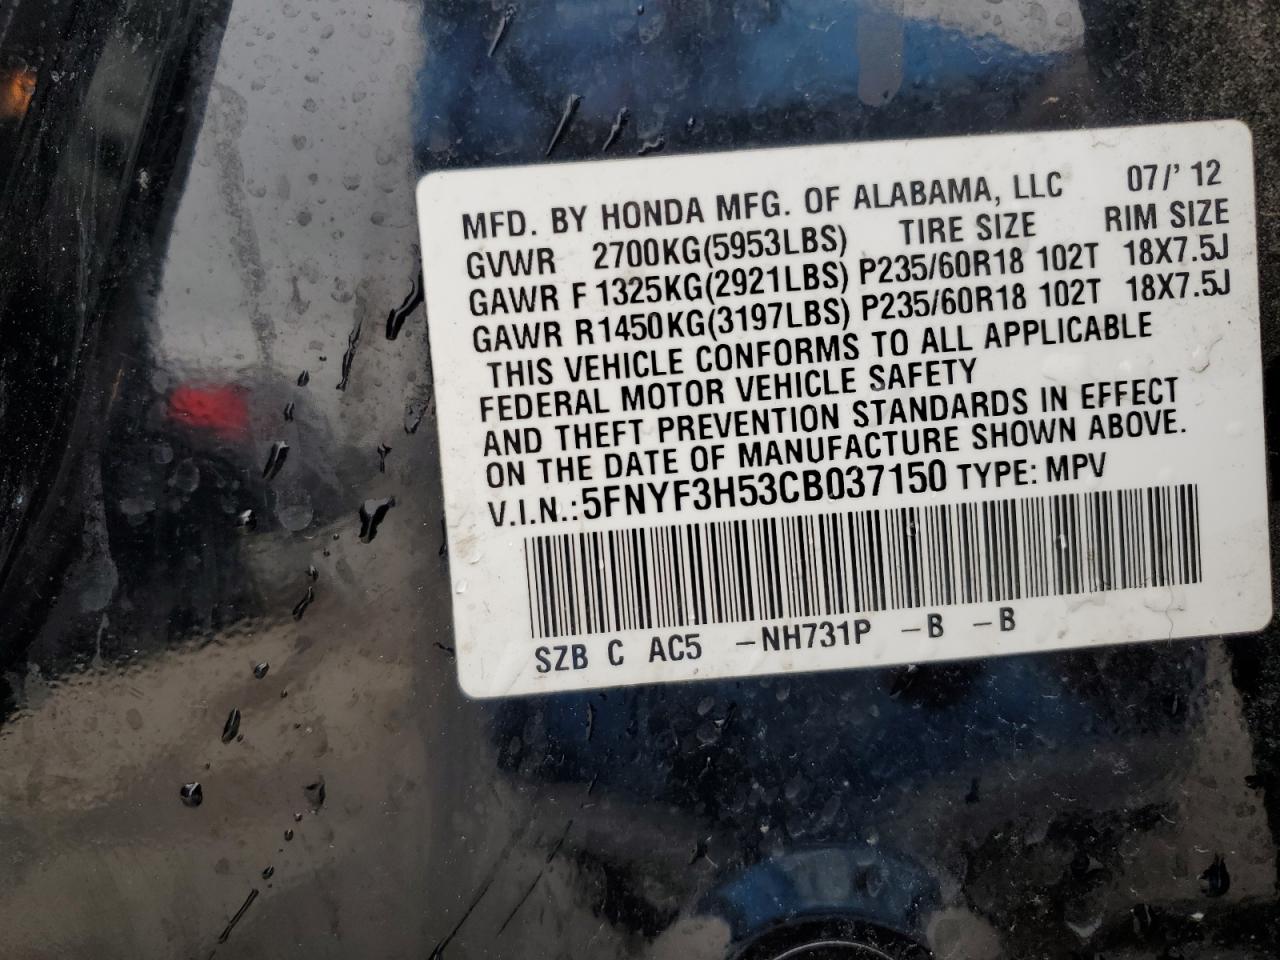 MFD. BY HONDA MFG. OF ALABAMA, LLC 07/' 12
GVWR 2700KG(5953LBS) TIRE SIZE RIM SIZE
GAWR F 1325KG(2921LBS) P235/60R18 102T 18X7.5J
GAWR R1450KG(3197LBS) P235/60R18 102T 18X7.5J
THIS VEHICLE CONFORMS TO ALL APPLICABLE
FEDERAL MOTOR VEHICLE SAFETY
AND THEFT PREVENTION STANDARDS IN EFFECT
ON THE DATE OF MANUFACTURE SHOWN ABOVE.
V.I.N.:5FNYF3H53CB037150 TYPE: MPV
SZB C AC5 -NH731P -B -B